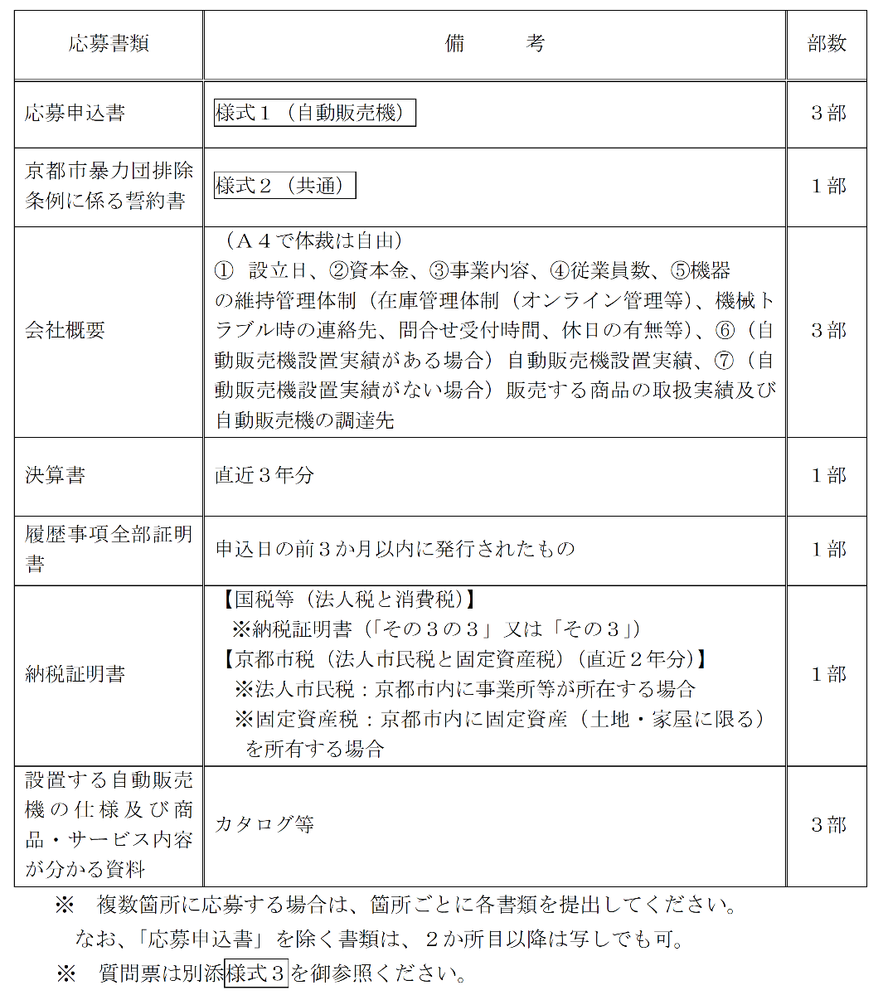 応募書類
備　　　考
部数
応募申込書
様式１（自動販売機）
３部
京都市暴力団排除
条例に係る誓約書
様式２（共通）
１部
会社概要
（Ａ４で体裁は自由）
①　設立日、②資本金、③事業内容、④従業員数、⑤機器
の維持管理体制（在庫管理体制（オンライン管理等）、機械ト
ラブル時の連絡先、問合せ受付時間、休日の有無等）、⑥（自
動販売機設置実績がある場合）自動販売機設置実績、⑦（自
動販売機設置実績がない場合）販売する商品の取扱実績及び
自動販売機の調達先
３部
決算書
直近３年分
１部
履歴事項全部証明
書
申込日の前３か月以内に発行されたもの
１部
納税証明書
【国税等（法人税と消費税）】
※納税証明書（「その３の３」又は「その３」）
【京都市税（法人市民税と固定資産税）（直近２年分）】
※法人市民税：京都市内に事業所等が所在する場合
※固定資産税：京都市内に固定資産（土地・家屋に限る）
を所有する場合
１部
設置する自動販売
機の仕様及び商
品・サービス内容
が分かる資料
カタログ等
３部
※　複数箇所に応募する場合は、箇所ごとに各書類を提出してください。
なお、「応募申込書」を除く書類は、２か所目以降は写しでも可。
※　質問票は別添様式３を御参照ください。